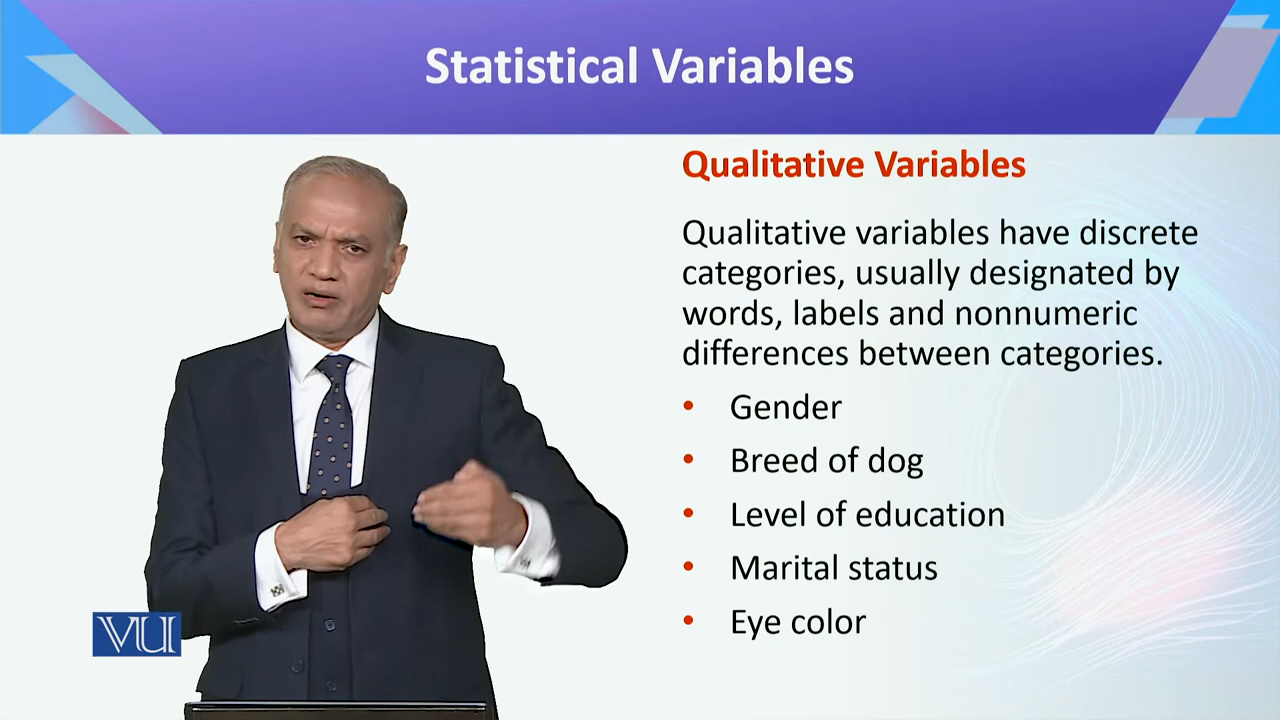 Statistical Variables
Qualitative Variables
Qualitative variables have discrete
categories, usually designated by
words, labels and nonnumeric
differences between categories.
• Gender
• Breed of dog
• Level of education
• Marital status
• Eye color
VU